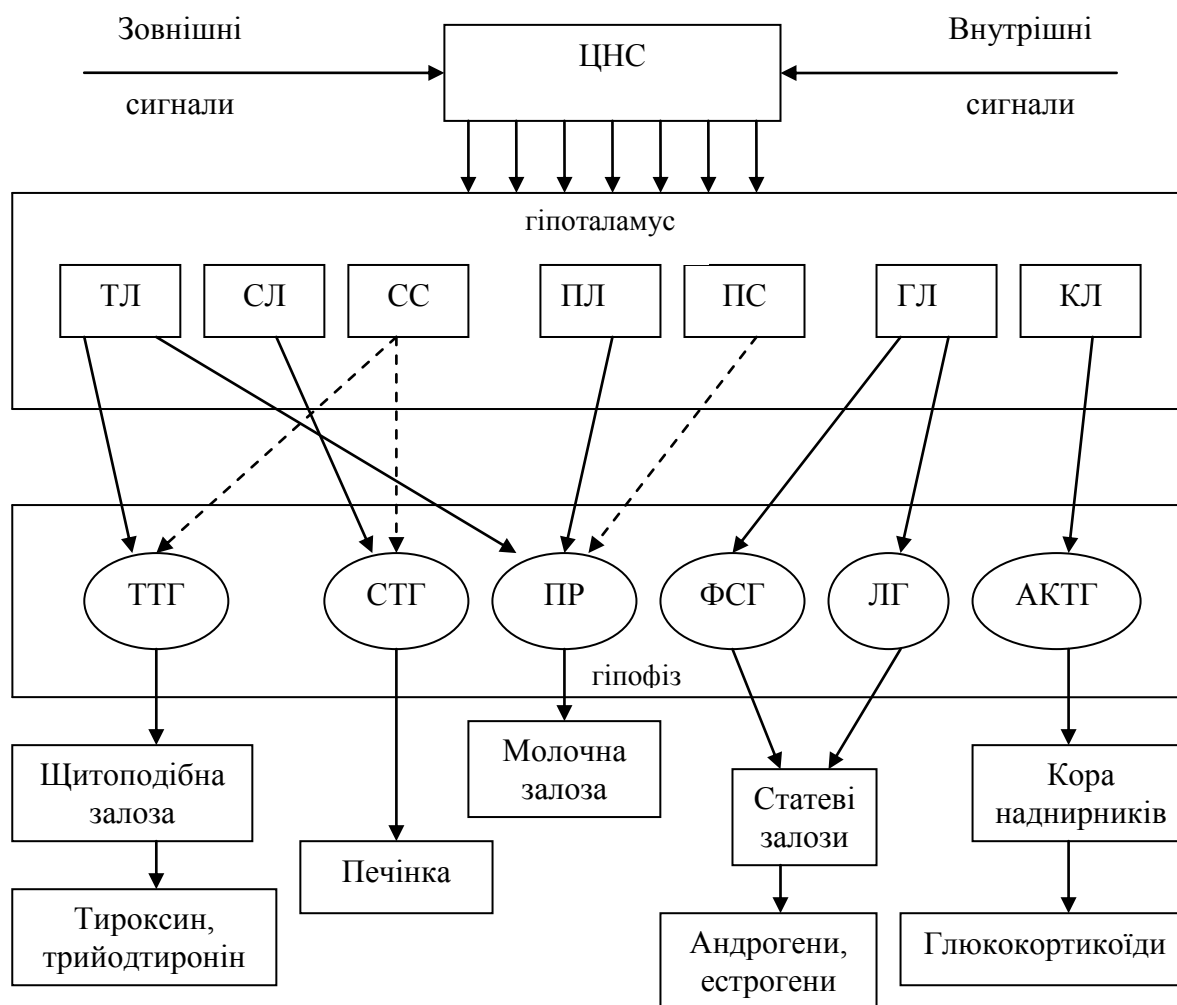 Зовнішні
ЦНС
Внутрішні
сигнали
сигнали
гіпоталамус
ТЛ
СЛ
СС
ПЛ
ПС
ГЛ
КЛ
ТТГ
СТГ
ПР
ФСГ
ЛГ
АКТГ
гіпофіз
Щитоподібна
залоза
Молочна
залоза
Статеві
залози
Кора
наднирників
Печінка
Тироксин,
трийодтиронін
Андрогени,
естрогени
Глюкокортикоїди